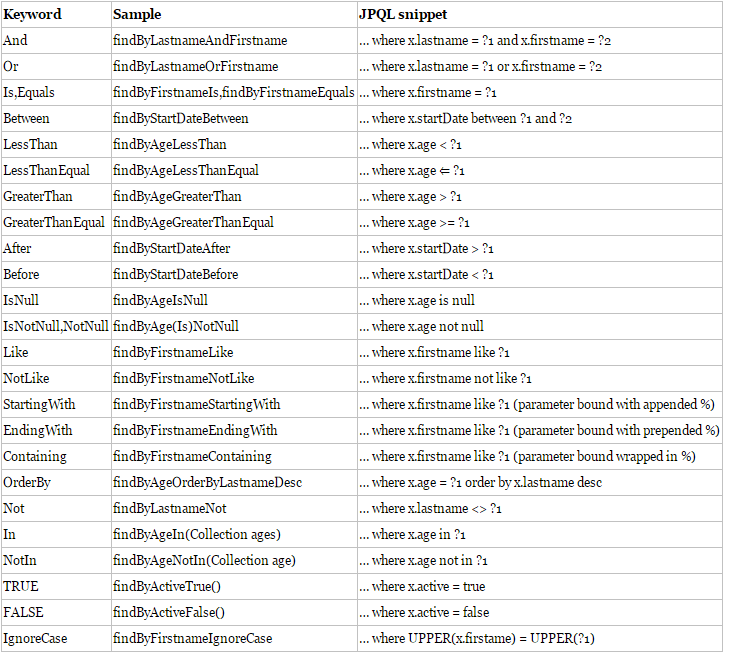 Keyword Sample JPQL snippet
And findByLastnameAndFirstname ... where x.lastname = ?1 and x.firstname = ?2
Or findByLastnameOrFirstname ... where x.lastname = ?1 or x.firstname = ?2
Is,Equals findByFirstnameIs,findByFirstnameEquals ... where x.firstname = ?1
Between findByStartDateBetween ... where x.startDate between ?1 and ?2
LessThan findByAgeLessThan ... where x.age < ?1
LessThanEqual findByAgeLessThanEqual ... where x.age ⇐ ?1
GreaterThan findByAgeGreaterThan ... where x.age > ?1
GreaterThanEqual findByAgeGreaterThanEqual ... where x.age >= ?1
After findByStartDateAfter ... where x.startDate > ?1
Before findByStartDateBefore ... where x.startDate < ?1
IsNull findByAgeIsNull ... where x.age is null
IsNotNull,NotNull findByAge(Is)NotNull ... where x.age not null
Like findByFirstnameLike ... where x.firstname like ?1
NotLike findByFirstnameNotLike ... where x.firstname not like ?1
StartingWith findByFirstnameStartingWith ... where x.firstname like ?1 (parameter bound with appended %)
EndingWith findByFirstnameEndingWith ... where x.firstname like ?1 (parameter bound with prepended %)
Containing findByFirstnameContaining ... where x.firstname like ?1 (parameter bound wrapped in %)
OrderBy findByAgeOrderByLastnameDesc ... where x.age = ?1 order by x.lastname desc
Not findByLastnameNot ... where x.lastname <> ?1
In findByAgeIn(Collection ages) ... where x.age in ?1
NotIn findByAgeNotIn(Collection age) ... where x.age not in ?1
TRUE findByActiveTrue() ... where x.active = true
FALSE findByActiveFalse() ... where x.active = false
IgnoreCase findByFirstnameIgnoreCase ... where UPPER(x.firstame) = UPPER(?1)